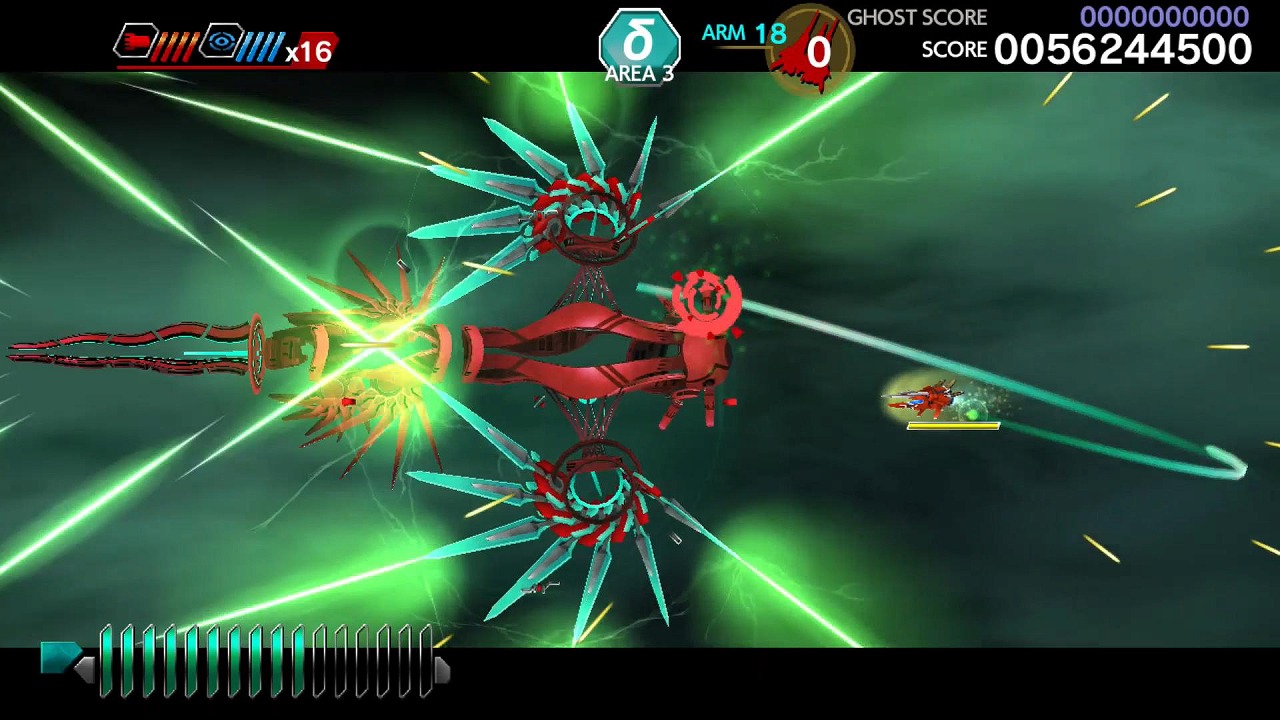 x16
δ
AREA 3
ARM 18
0
GHOST SCORE 0000000000
SCORE 0056244500